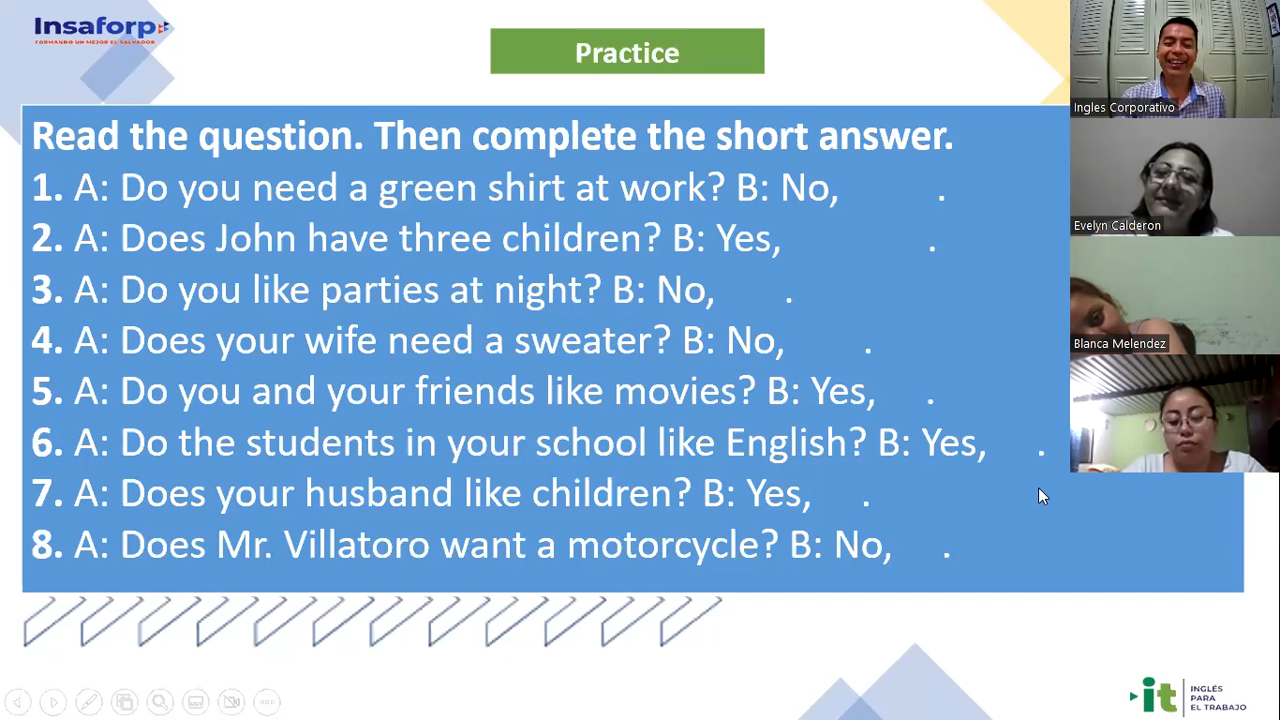 Insaforp
FORMANDO UN MEJOR EL SALVADOR
Practice
Read the question. Then complete the short answer.
1. A: Do you need a green shirt at work? B: No, .
2. A: Does John have three children? B: Yes, .
3. A: Do you like parties at night? B: No, .
4. A: Does your wife need a sweater? B: No, .
5. A: Do you and your friends like movies? B: Yes, .
6. A: Do the students in your school like English? B: Yes, .
7. A: Does your husband like children? B: Yes, .
8. A: Does Mr. Villatoro want a motorcycle? B: No, .
Ingles Corporativo
Evelyn Calderon
Blanca Melendez
it
INGLÉS
PARA
EL TRABAJO